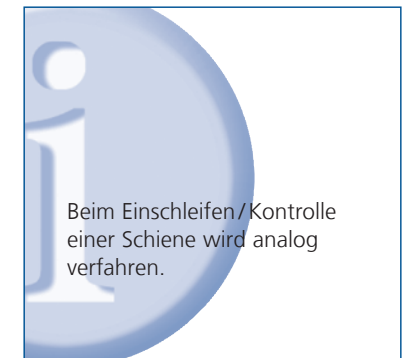 Beim Einschleifen/Kontrolle
einer Schiene wird analog
verfahren.